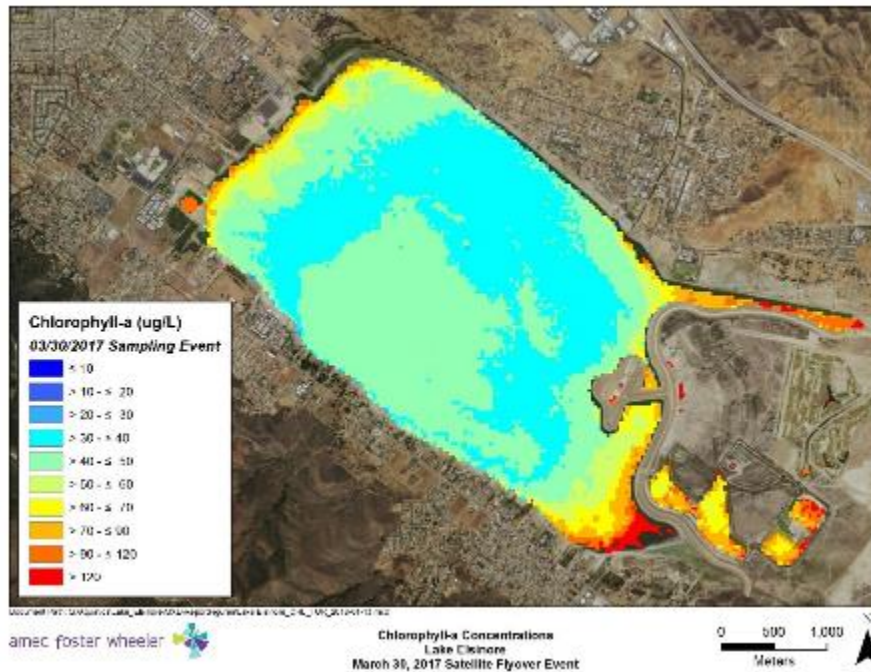 Chlorophyll-a (ug/L)
03/30/2017 Sampling Event
≤ 10
> 10 - ≤ 20
> 20 - ≤ 30
> 30 - ≤ 40
> 40 - ≤ 50
> 50 - ≤ 60
> 60 - ≤ 70
> 70 - ≤ 90
> 90 - ≤ 120
> 120
amec foster wheeler
Chlorophyll-a Concentrations
Lake Elsinore
March 30, 2017 Satellite Flyover Event
0 500 1,000
Meters